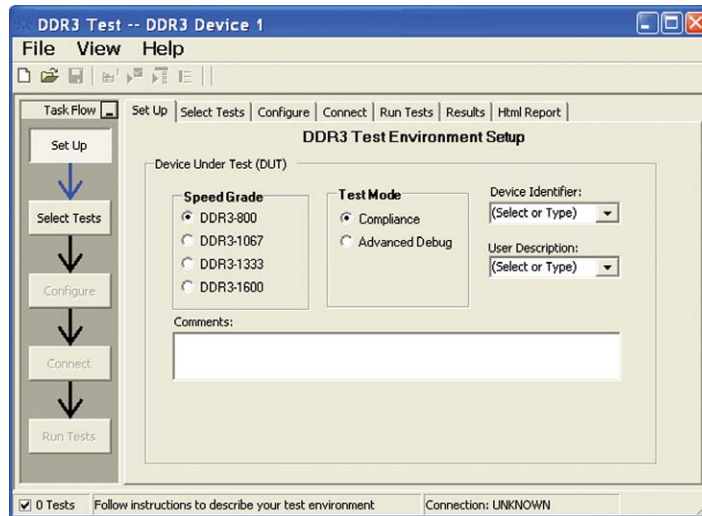 DDR3 Test -- DDR3 Device 1
File View Help
Task Flow
Set Up
Select Tests
Configure
Connect
Run Tests
Set Up Select Tests Configure Connect Run Tests Results Html Report
DDR3 Test Environment Setup
Device Under Test (DUT)
Speed Grade
DDR3-800
DDR3-1067
DDR3-1333
DDR3-1600
Test Mode
Compliance
Advanced Debug
Device Identifier:
(Select or Type)
User Description:
(Select or Type)
Comments:
0 Tests Follow instructions to describe your test environment Connection: UNKNOWN